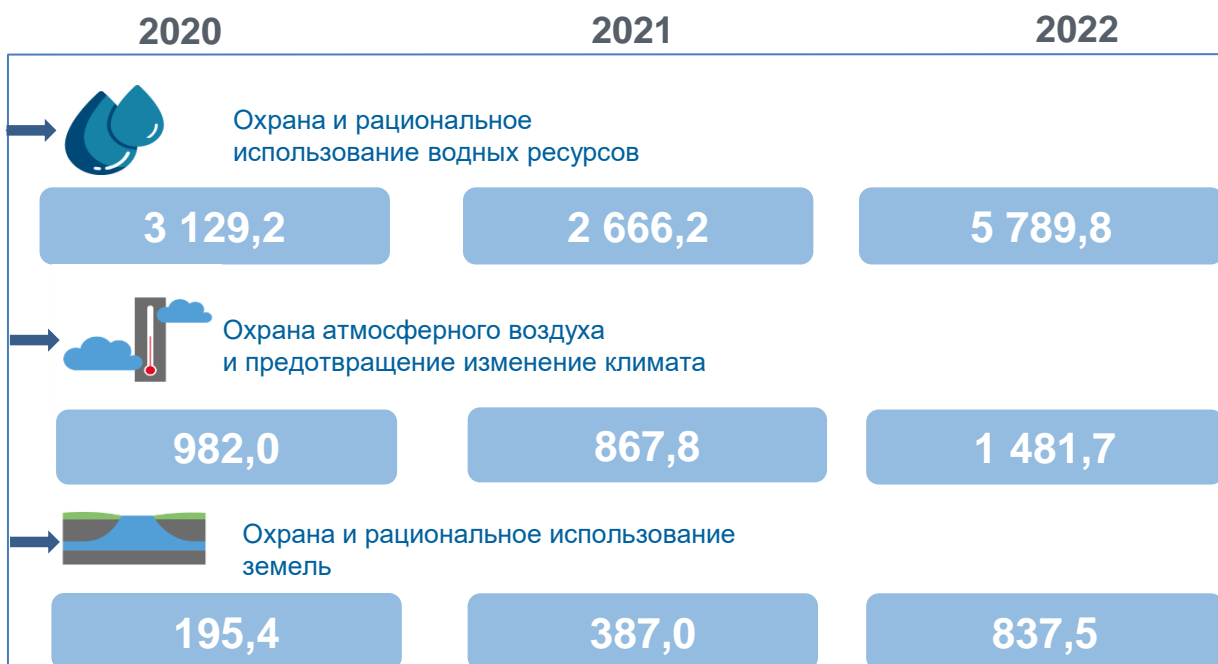 2020 2021 2022
Охрана и рациональное
использование водных ресурсов
3 129,2 2 666,2 5 789,8
Охрана атмосферного воздуха
и предотвращение изменение климата
982,0 867,8 1 481,7
Охрана и рациональное использование
земель
195,4 387,0 837,5